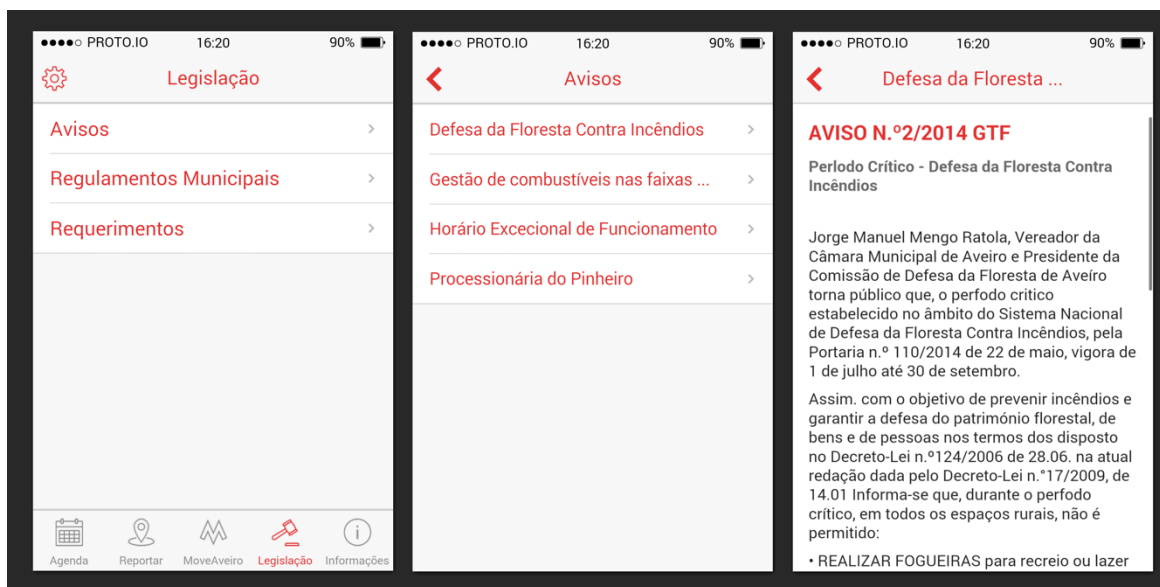 PROTO.IO 16:20 90%
Legislação
Avisos
Regulamentos Municipais
Requerimentos
Agenda Reportar MoveAveiro Legislação Informações
PROTO.IO 16:20 90%
Avisos
Defesa da Floresta Contra Incêndios
Gestão de combustíveis nas faixas ...
Horário Excecional de Funcionamento
Processionária do Pinheiro
PROTO.IO 16:20 90%
Defesa da Floresta ...
AVISO N.º2/2014 GTF
Perlodo Crítico - Defesa da Floresta Contra
Incêndios
Jorge Manuel Mengo Ratola, Vereador da
Câmara Municipal de Aveiro e Presidente da
Comissão de Defesa da Floresta de Aveíro
torna público que, o perfodo critico
estabelecido no âmbito do Sistema Nacional
de Defesa da Floresta Contra Incêndios, pela
Portaria n.º 110/2014 de 22 de maio, vigora de
1 de julho até 30 de setembro.
Assim. com o objetivo de prevenir incêndios e
garantir a defesa do património florestal, de
bens e de pessoas nos termos dos disposto
no Decreto-Lei n.º124/2006 de 28.06. na atual
redação dada pelo Decreto-Lei n.°17/2009, de
14.01 Informa-se que, durante o perfodo
crítico, em todos os espaços rurais, não é
permitido:
• REALIZAR FOGUEIRAS para recreio ou lazer